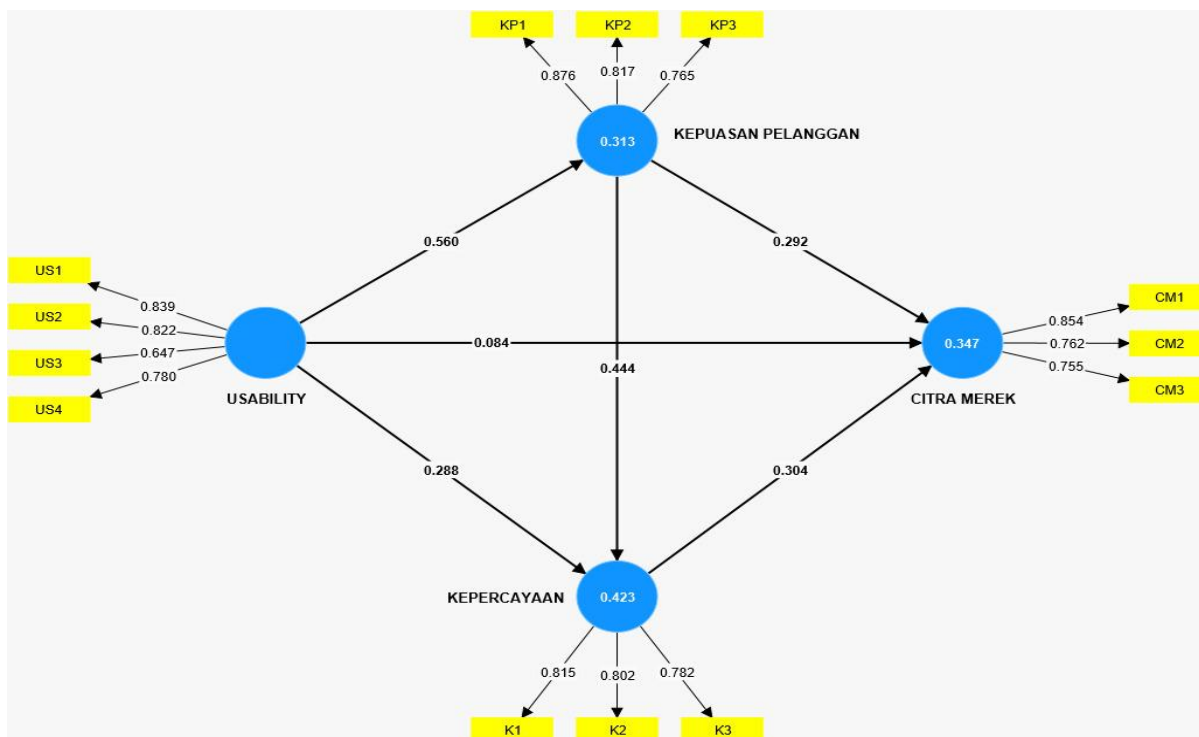 KP1 KP2 KP3
0.876 0.817 0.765
0.313
KEPUASAN PELANGGAN
0.560
0.292
US1
US2
US3
US4
0.839
0.822
0.647
0.780
USABILITY
0.084
0.444
0.347
CITRA MEREK
0.854
0.762
0.755
CM1
CM2
CM3
0.288
0.304
KEPERCAYAAN
0.423
0.815 0.802 0.782
K1 K2 K3